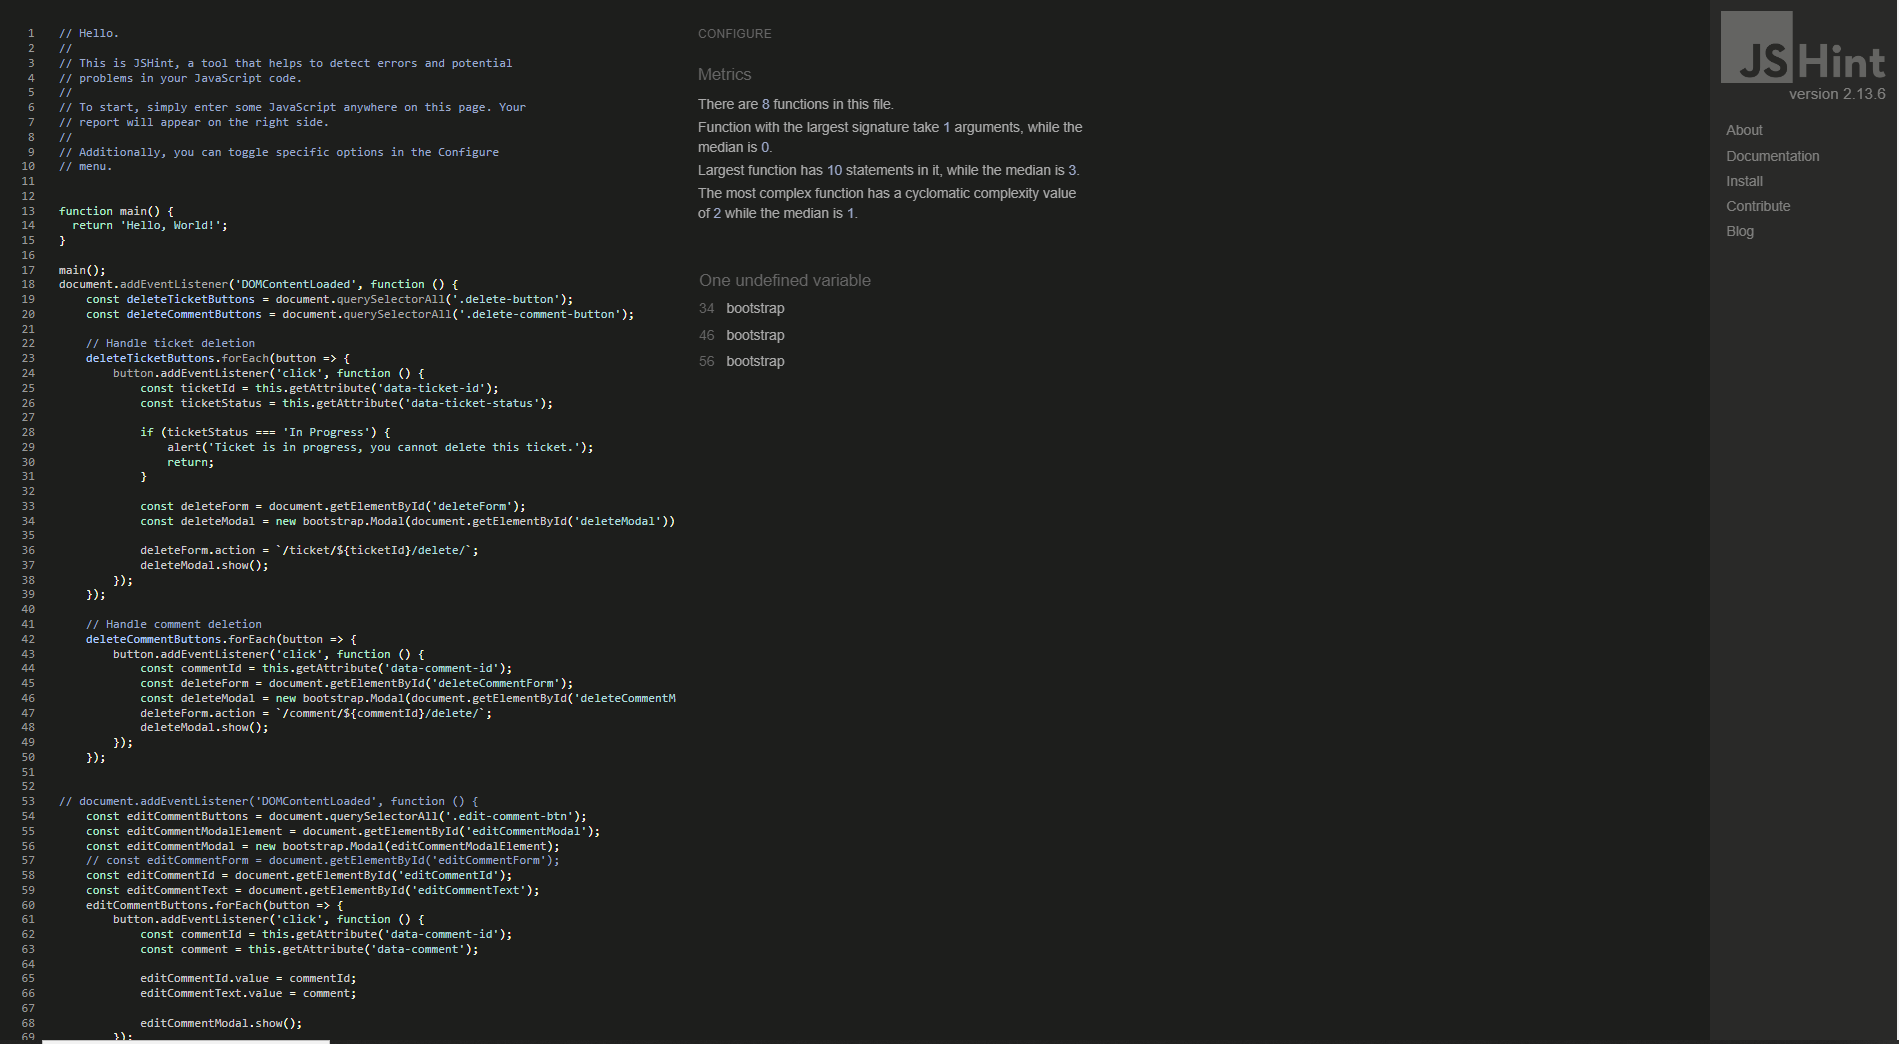 1 // Hello.
2 //
3 // This is JSHint, a tool that helps to detect errors and potential
4 // problems in your JavaScript code.
5 //
6 // To start, simply enter some JavaScript anywhere on this page. Your
7 // report will appear on the right side.
8 //
9 // Additionally, you can toggle specific options in the Configure
10 // menu.
11
12
13 function main() {
14   return 'Hello, World!';
15 }
16
17 main();
18 document.addEventListener('DOMContentLoaded', function () {
19     const deleteTicketButtons = document.querySelectorAll('.delete-button');
20     const deleteCommentButtons = document.querySelectorAll('.delete-comment-button');
21
22     // Handle ticket deletion
23     deleteTicketButtons.forEach(button => {
24         button.addEventListener('click', function () {
25             const ticketId = this.getAttribute('data-ticket-id');
26             const ticketStatus = this.getAttribute('data-ticket-status');
27
28             if (ticketStatus === 'In Progress') {
29                 alert('Ticket is in progress, you cannot delete this ticket.');
30                 return;
31             }
32
33             const deleteForm = document.getElementById('deleteForm');
34             const deleteModal = new bootstrap.Modal(document.getElementById('deleteModal'))
35
36             deleteForm.action = `/ticket/${ticketId}/delete/`;
37             deleteModal.show();
38         });
39     });
40
41     // Handle comment deletion
42     deleteCommentButtons.forEach(button => {
43         button.addEventListener('click', function () {
44             const commentId = this.getAttribute('data-comment-id');
45             const deleteForm = document.getElementById('deleteCommentForm');
46             const deleteModal = new bootstrap.Modal(document.getElementById('deleteCommentM
47             deleteForm.action = `/comment/${commentId}/delete/`;
48             deleteModal.show();
49         });
50     });
51
52
53 // document.addEventListener('DOMContentLoaded', function () {
54     const editCommentButtons = document.querySelectorAll('.edit-comment-btn');
55     const editCommentModalElement = document.getElementById('editCommentModal');
56     const editCommentModal = new bootstrap.Modal(editCommentModalElement);
57     // const editCommentForm = document.getElementById('editCommentForm');
58     const editCommentId = document.getElementById('editCommentId');
59     const editCommentText = document.getElementById('editCommentText');
60     editCommentButtons.forEach(button => {
61         button.addEventListener('click', function () {
62             const commentId = this.getAttribute('data-comment-id');
63             const comment = this.getAttribute('data-comment');
64
65             editCommentId.value = commentId;
66             editCommentText.value = comment;
67
68             editCommentModal.show();
69         });
CONFIGURE
Metrics
There are 8 functions in this file.
Function with the largest signature take 1 arguments, while the
median is 0.
Largest function has 10 statements in it, while the median is 3.
The most complex function has a cyclomatic complexity value
of 2 while the median is 1.
One undefined variable
34 bootstrap
46 bootstrap
56 bootstrap
JSHint
version 2.13.6
About
Documentation
Install
Contribute
Blog